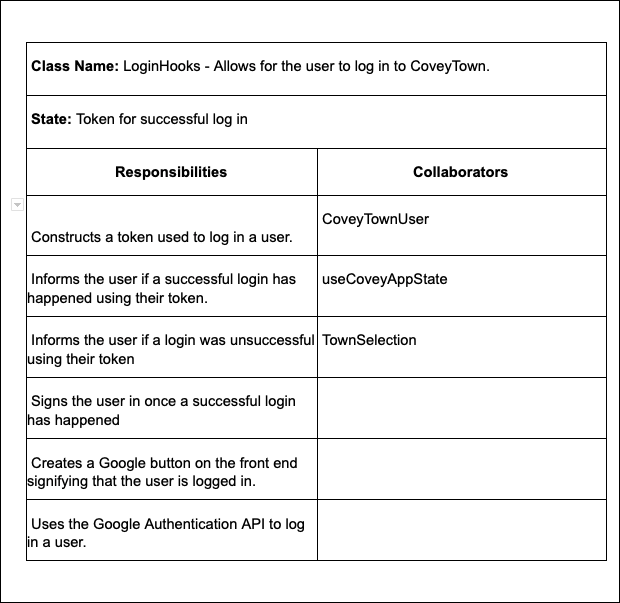 Class Name: LoginHooks - Allows for the user to log in to CoveyTown.
State: Token for successful log in
Responsibilities
Collaborators
Constructs a token used to log in a user.
CoveyTownUser
Informs the user if a successful login has
happened using their token.
useCoveyAppState
Informs the user if a login was unsuccessful
using their token
TownSelection
Signs the user in once a successful login
has happened
Creates a Google button on the front end
signifying that the user is logged in.
Uses the Google Authentication API to log
in a user.